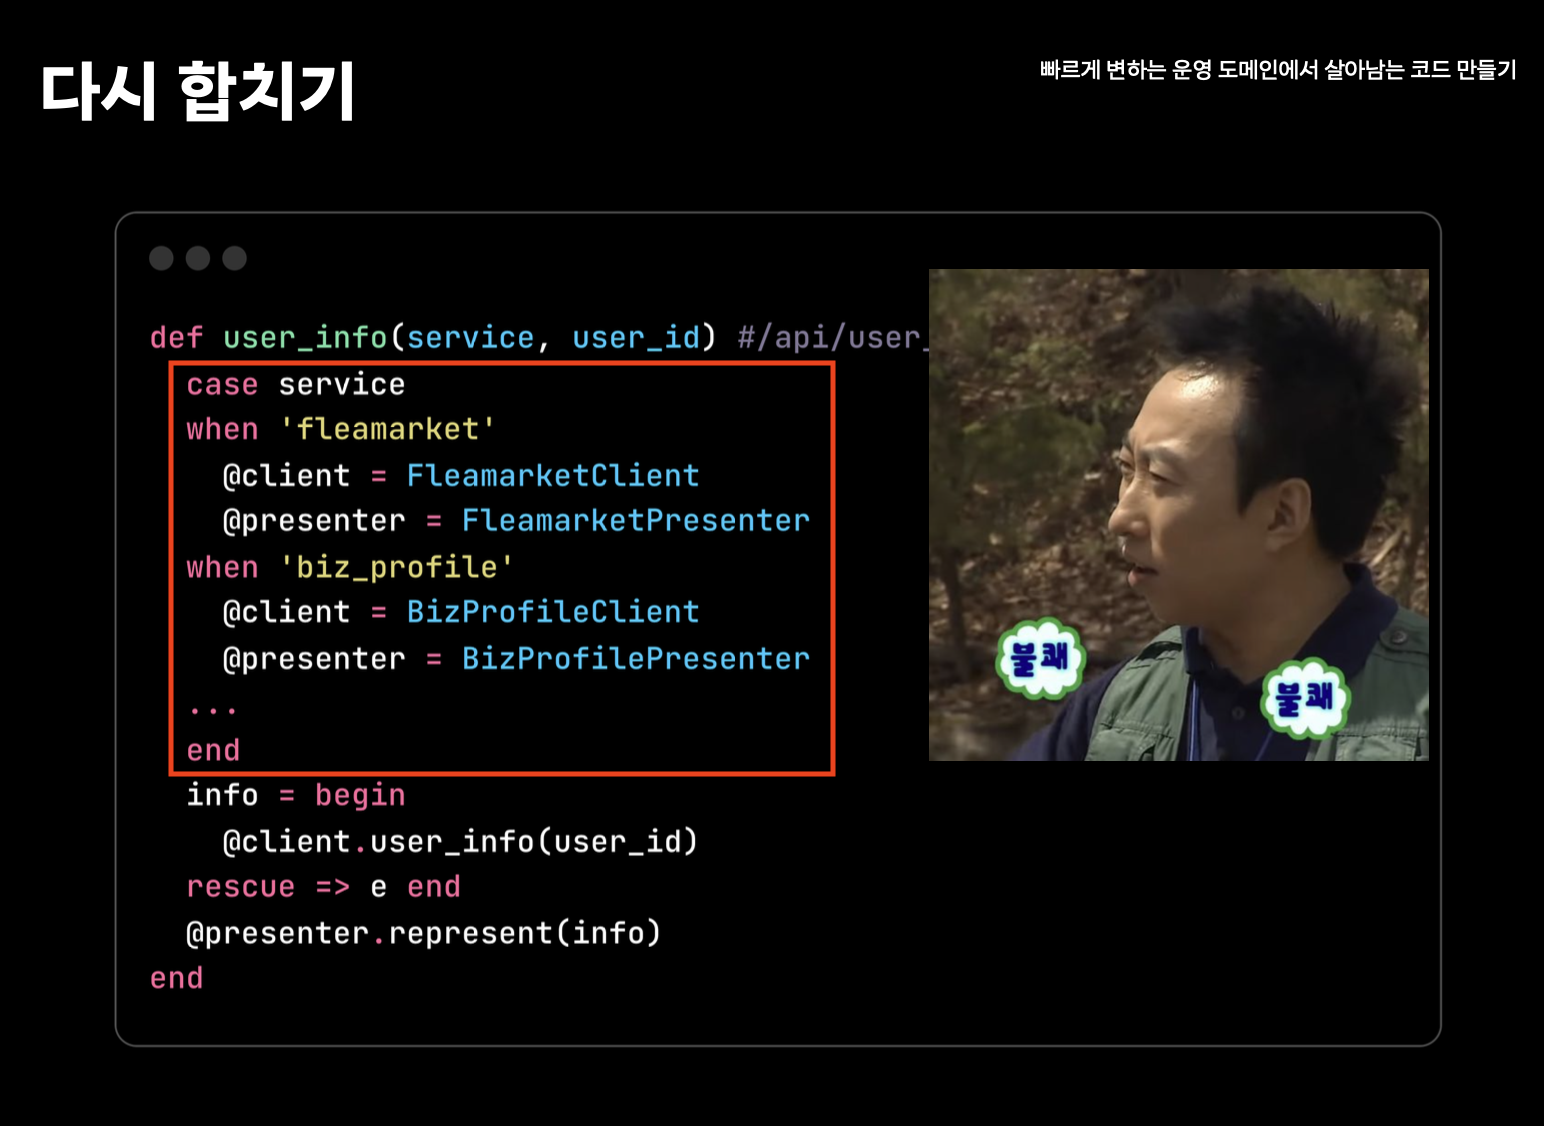 다시 합치기
빠르게 변하는 운영 도메인에서 살아남는 코드 만들기
def user_info(service, user_id) #/api/user_
case service
when 'fleamarket'
@client = FleamarketClient
@presenter = FleamarketPresenter
when 'biz_profile'
@client = BizProfileClient
@presenter = BizProfilePresenter
...
end
info = begin
@client.user_info(user_id)
rescue => e end
@presenter.represent(info)
end
불쾌
불쾌